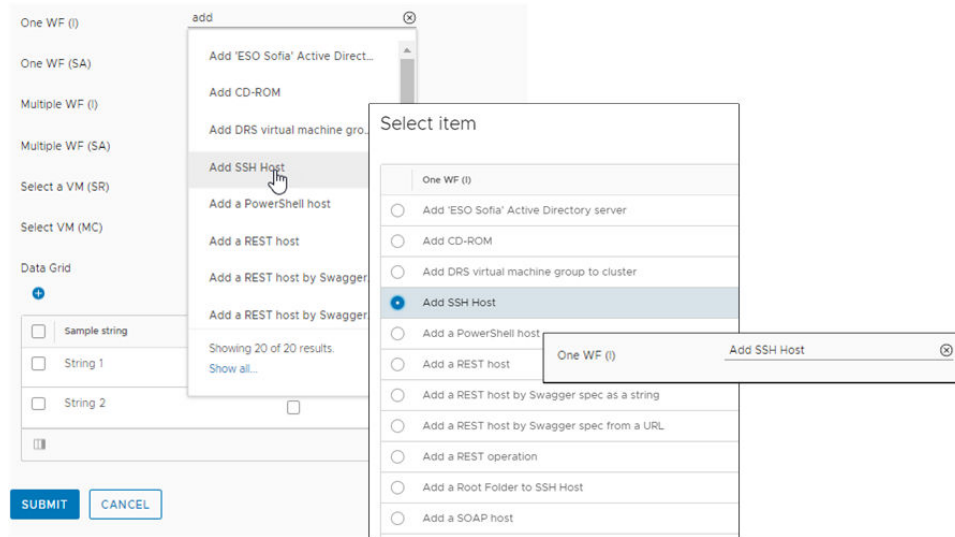 One WF (I)
add
One WF (SA)
Multiple WF (I)
Multiple WF (SA)
Select a VM (SR)
Select VM (MC)
Data Grid
Sample string
String 1
String 2
SUBMIT
CANCEL
Add 'ESO Sofia' Active Direct...
Add CD-ROM
Add DRS virtual machine gro...
Add SSH Host
Add a PowerShell host
Add a REST host
Add a REST host by Swagger
Add a REST host by Swagger
Showing 20 of 20 results.
Show all...
Select item
One WF (I)
Add 'ESO Sofia' Active Directory server
Add CD-ROM
Add DRS virtual machine group to cluster
Add SSH Host
Add a PowerShell host
Add a REST host
Add a REST host by Swagger spec as a string
Add a REST host by Swagger spec from a URL
Add a REST operation
Add a Root Folder to SSH Host
Add a SOAP host
One WF (I)
Add SSH Host